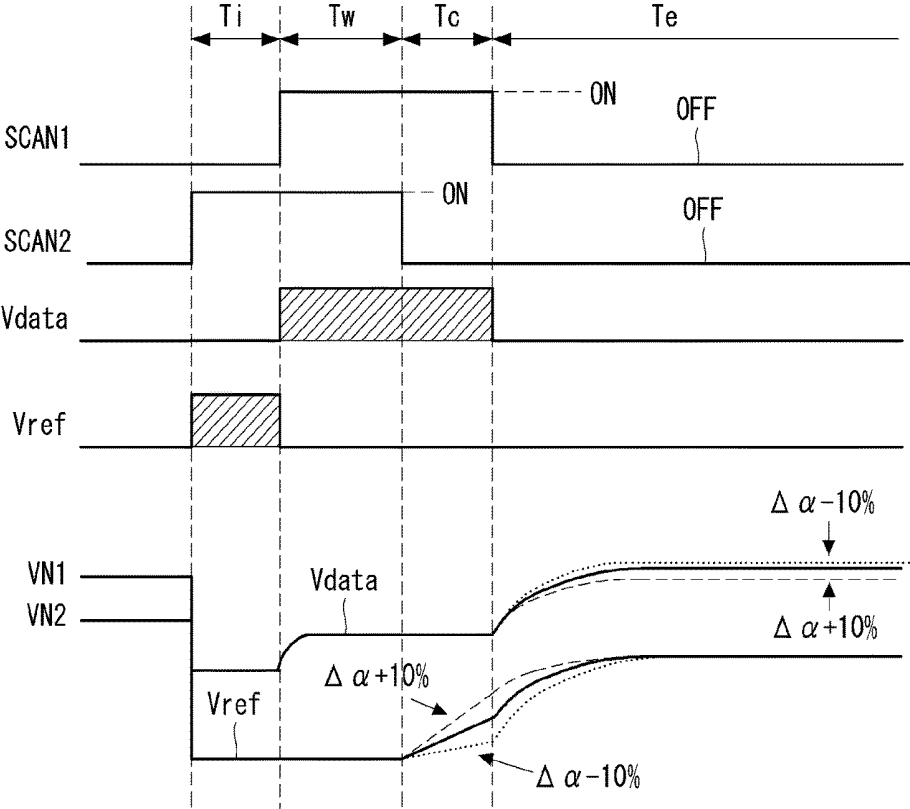 Ti Tw Tc Te
ON
SCAN1 OFF
ON
SCAN2 OFF
Vdata
Vref
Δα-10%
VN1
Vdata
VN2
Δα+10%
Δα+10%
Vref
Δα-10%